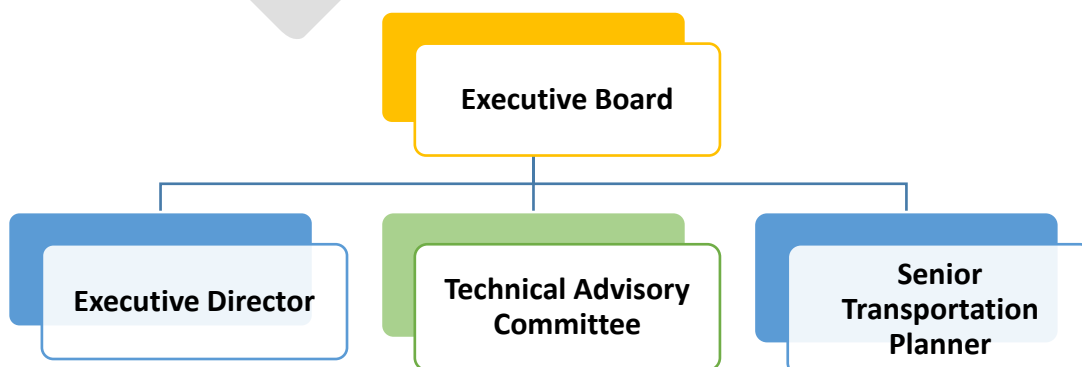 Executive Board
Executive Director
Technical Advisory
Committee
Senior
Transportation
Planner